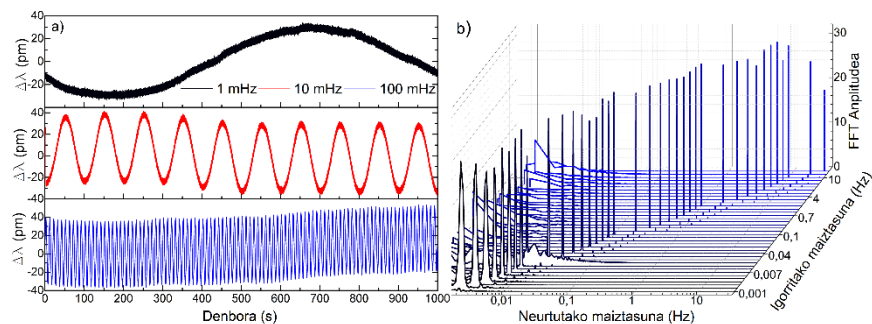 a)
Δλ (pm)
40
20
0
-20
-40
1 mHz
10 mHz
100 mHz
Δλ (pm)
40
20
0
-20
-40
Δλ (pm)
40
20
0
-20
-40
0 100 200 300 400 500 600 700 800 900 1000
Denbora (s)
b)
30
20
10
0
FFT Anplitudea
10
4
0,7
0,1
0,04
0,007
0,001
Igorritako maiztasuna (Hz)
0,01 0,1 1 10
Neurtutako maiztasuna (Hz)